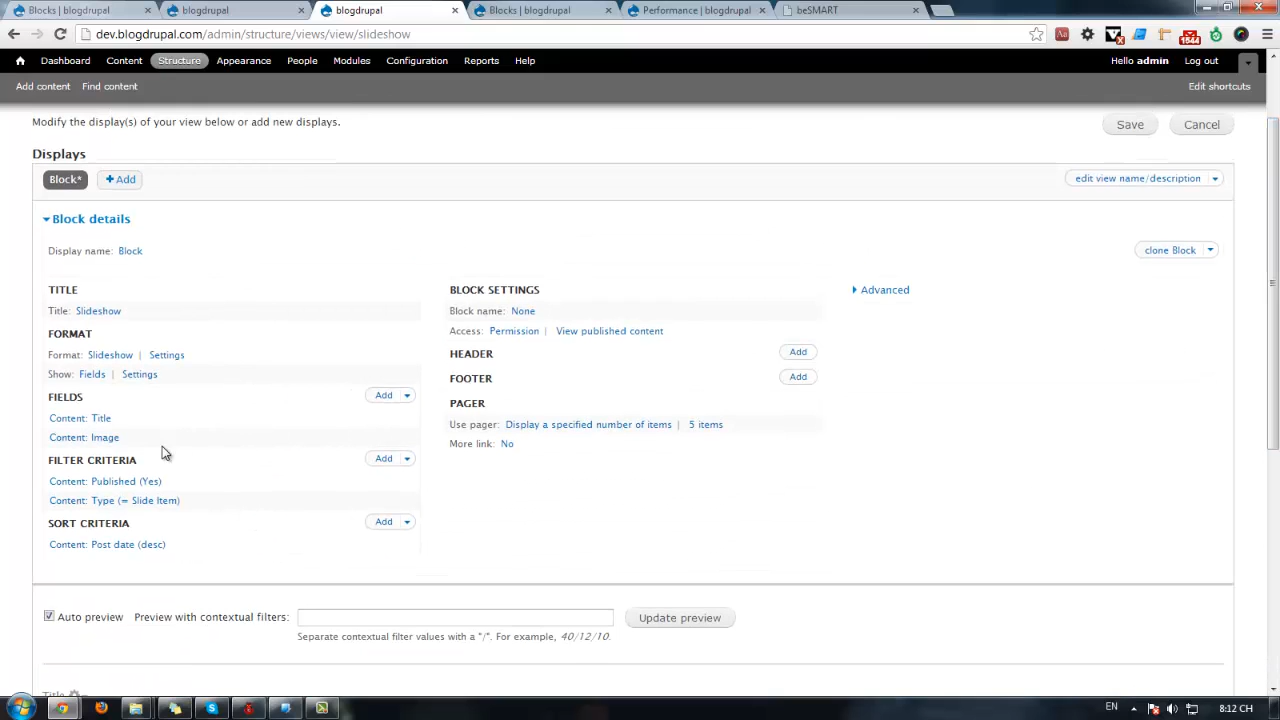 Blocks | blogdrupal
blogdrupal
blogdrupal
Blocks | blogdrupal
Performance | blogdrupal
beSMART
dev.blogdrupal.com/admin/structure/views/view/slideshow
1544
Dashboard Content Structure Appearance People Modules Configuration Reports Help Hello admin Log out
Add content Find content Edit shortcuts
Modify the display(s) of your view below or add new displays. Save Cancel
Displays
Block* Add edit view name/description
Block details
Display name: Block clone Block
TITLE
Title: Slideshow
FORMAT
Format: Slideshow | Settings
Show: Fields | Settings
FIELDS Add
Content: Title
Content: Image
FILTER CRITERIA Add
Content: Published (Yes)
Content: Type (= Slide Item)
SORT CRITERIA Add
Content: Post date (desc)
BLOCK SETTINGS
Block name: None
Access: Permission | View published content
HEADER Add
FOOTER Add
PAGER
Use pager: Display a specified number of items | 5 items
More link: No
Advanced
Auto preview Preview with contextual filters: Update preview
Separate contextual filter values with a "/". For example, 40/12/10.
Title
EN 8:12 CH